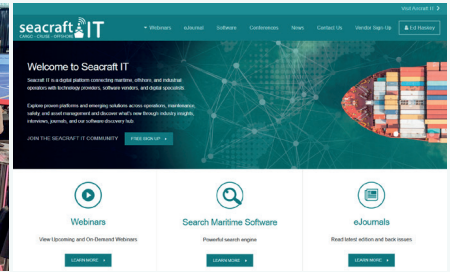 Visit Aircraft IT
seacraft IT
CARGO - CRUISE - OFFSHORE
Webinars eJournal Software Conferences News Contact Us Vendor Sign-Up Ed Haskey
Welcome to Seacraft IT
Seacraft IT is a digital platform connecting maritime, offshore, and industrial
operators with technology providers, software vendors, and digital specialists.
Explore proven platforms and emerging solutions across operations, maintenance,
safety and asset management and discover what's new through industry insights,
interviews, journals, and our software discovery hub.
JOIN THE SEACRAFT IT COMMUNITY FREE SIGN UP
Webinars Search Maritime Software eJournals
View Upcoming and On-Demand Webinars Powerful search engine Read latest edition and back issues
LEARN MORE LEARN MORE LEARN MORE